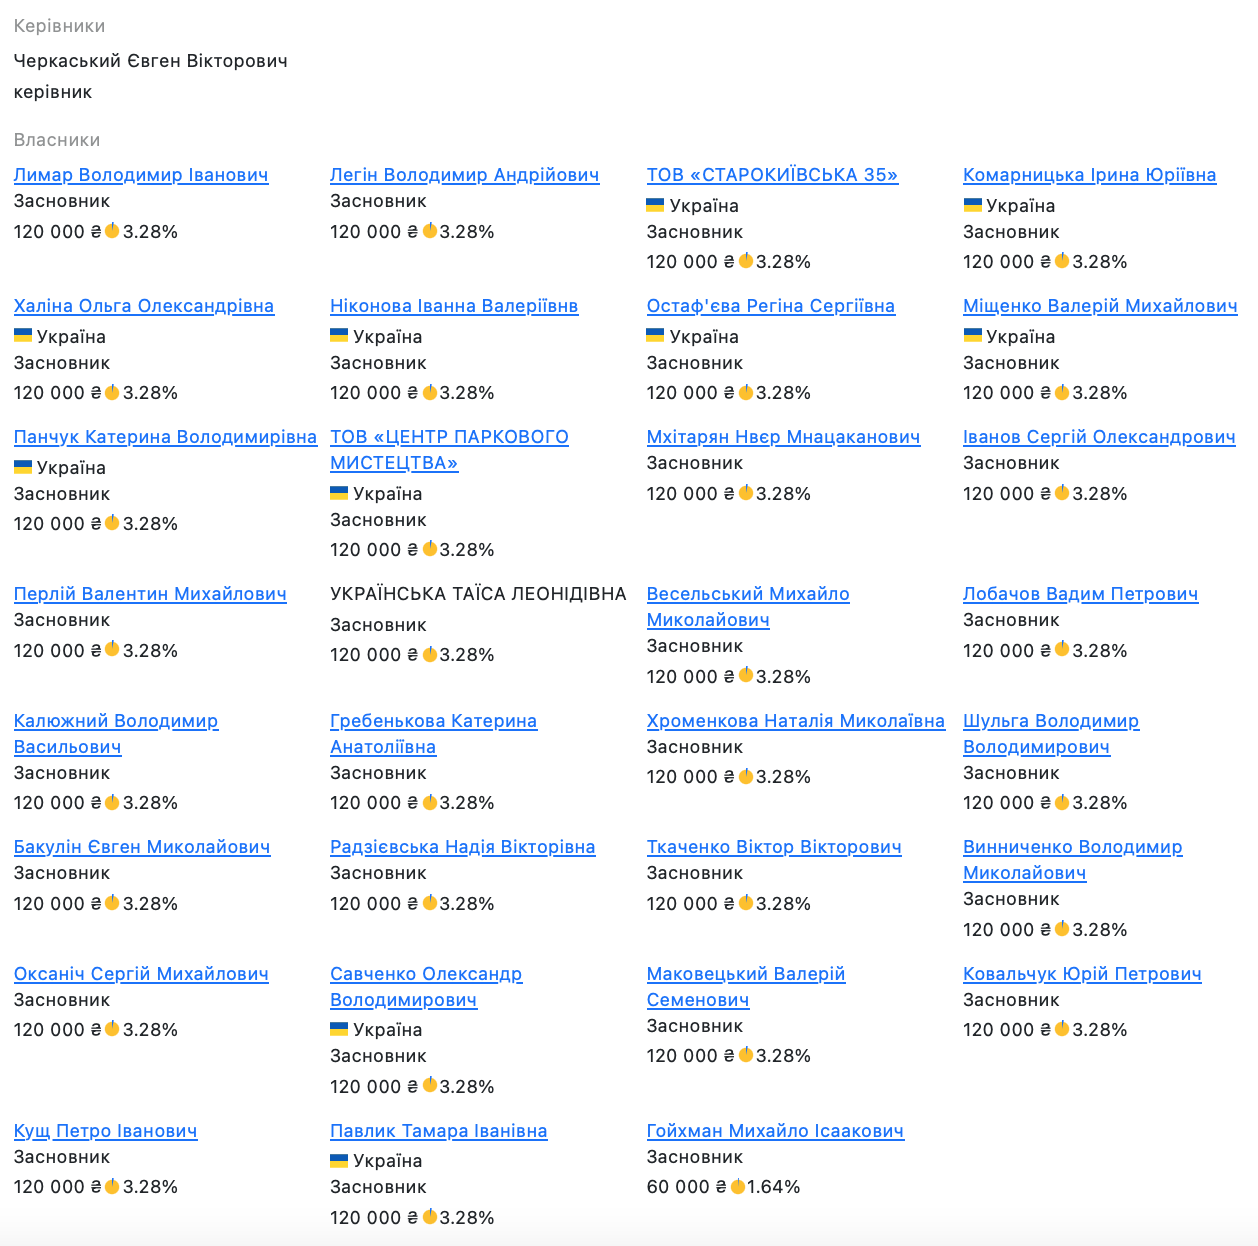 Керівники
Черкаський Євген Вікторович
керівник
Власники
Лимар Володимир Іванович
Засновник
120 000 ₴ 3.28%
Легін Володимир Андрійович
Засновник
120 000 ₴ 3.28%
ТОВ «СТАРОКИЇВСЬКА 35»
Україна
Засновник
120 000 ₴ 3.28%
Комарницька Ірина Юріївна
Україна
Засновник
120 000 ₴ 3.28%
Халіна Ольга Олександрівна
Україна
Засновник
120 000 ₴ 3.28%
Ніконова Іванна Валеріївнв
Україна
Засновник
120 000 ₴ 3.28%
Остаф'єва Регіна Сергіївна
Україна
Засновник
120 000 ₴ 3.28%
Міщенко Валерій Михайлович
Україна
Засновник
120 000 ₴ 3.28%
Панчук Катерина Володимирівна
Україна
Засновник
120 000 ₴ 3.28%
ТОВ «ЦЕНТР ПАРКОВОГО
МИСТЕЦТВА»
Україна
Засновник
120 000 ₴ 3.28%
Мхітарян Нвєр Мнацаканович
Засновник
120 000 ₴ 3.28%
Іванов Сергій Олександрович
Засновник
120 000 ₴ 3.28%
Перлій Валентин Михайлович
Засновник
120 000 ₴ 3.28%
УКРАЇНСЬКА ТАЇСА ЛЕОНІДІВНА
Засновник
120 000 ₴ 3.28%
Весельський Михайло
Миколайович
Засновник
120 000 ₴ 3.28%
Лобачов Вадим Петрович
Засновник
120 000 ₴ 3.28%
Калюжний Володимир
Васильович
Засновник
120 000 ₴ 3.28%
Гребенькова Катерина
Анатоліївна
Засновник
120 000 ₴ 3.28%
Хроменкова Наталія Миколаївна
Засновник
120 000 ₴ 3.28%
Шульга Володимир
Володимирович
Засновник
120 000 ₴ 3.28%
Бакулін Євген Миколайович
Засновник
120 000 ₴ 3.28%
Радзієвська Надія Вікторівна
Засновник
120 000 ₴ 3.28%
Ткаченко Віктор Вікторович
Засновник
120 000 ₴ 3.28%
Винниченко Володимир
Миколайович
Засновник
120 000 ₴ 3.28%
Оксаніч Сергій Михайлович
Засновник
120 000 ₴ 3.28%
Савченко Олександр
Володимирович
Україна
Засновник
120 000 ₴ 3.28%
Маковецький Валерій
Семенович
Засновник
120 000 ₴ 3.28%
Ковальчук Юрій Петрович
Засновник
120 000 ₴ 3.28%
Кущ Петро Іванович
Засновник
120 000 ₴ 3.28%
Павлик Тамара Іванівна
Україна
Засновник
120 000 ₴ 3.28%
Гойхман Михайло Ісаакович
Засновник
60 000 ₴ 1.64%